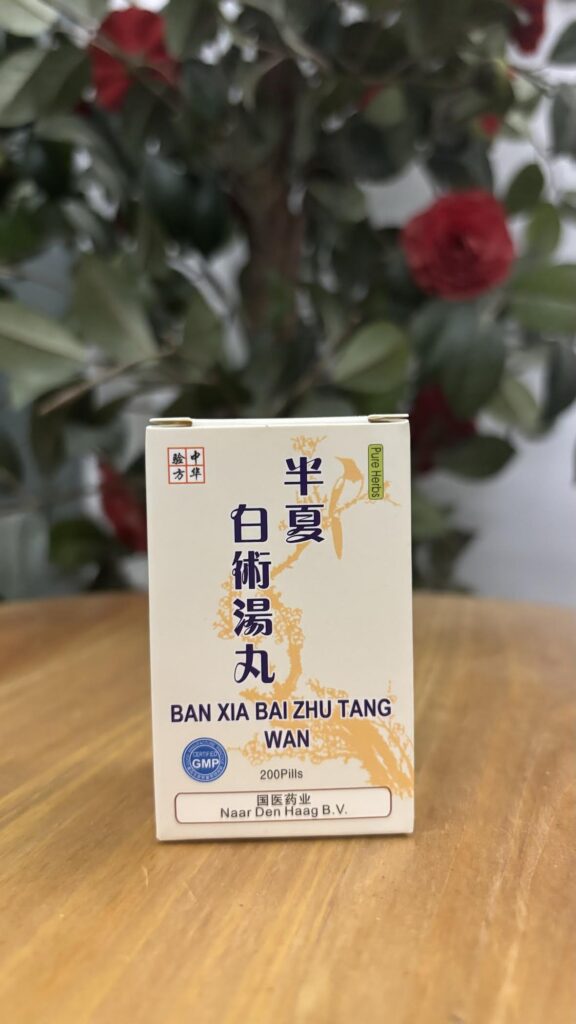 中华
验方
Pure Herbs
半夏
白術湯丸
BAN XIA BAI ZHU TANG
WAN
CERTIFIED
GMP
200Pills
国医药业
Naar Den Haag B.V.